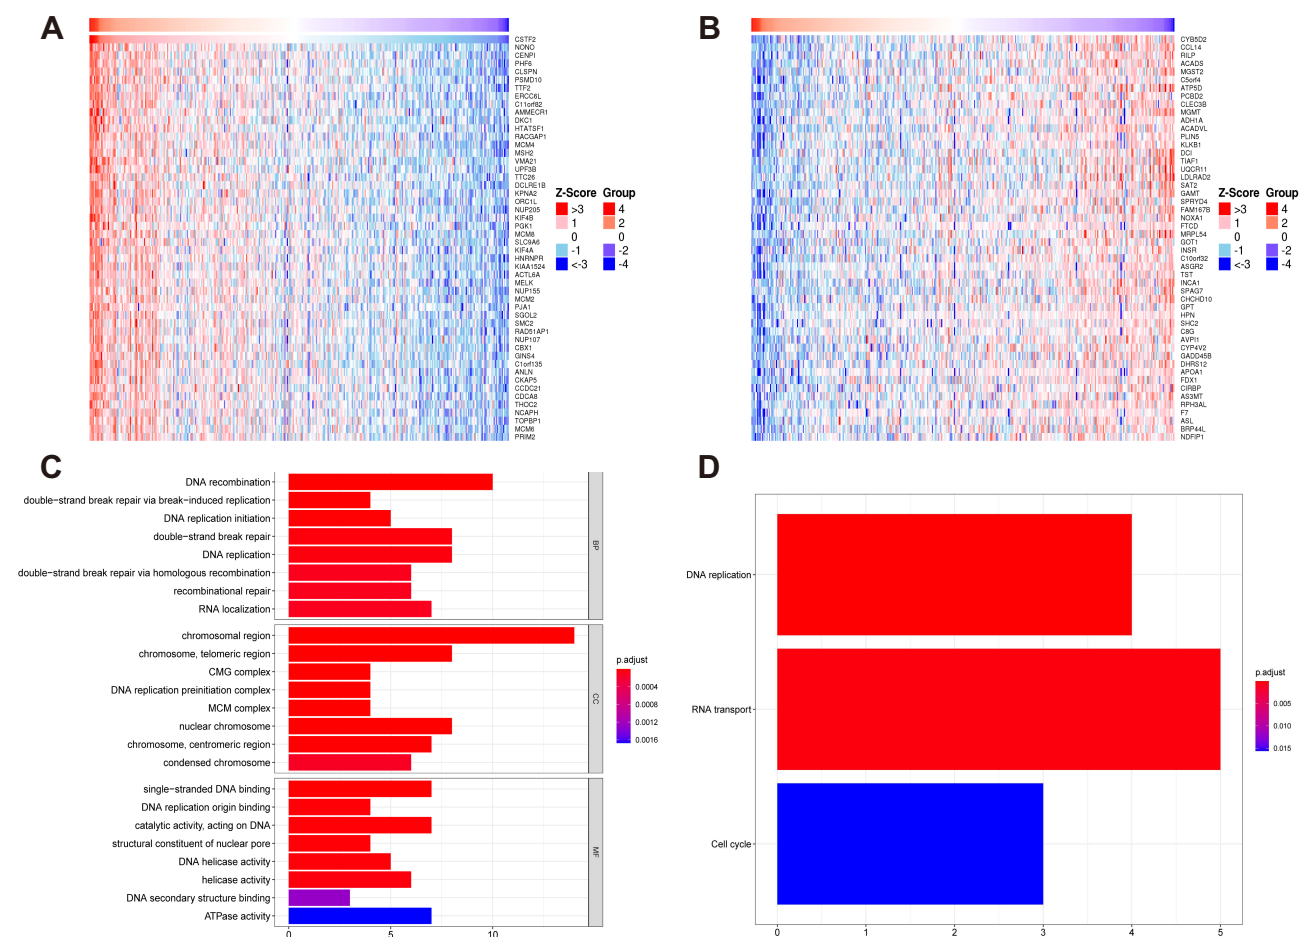 A
CSTF2
NONO
CENPI
PHF6
CLSPN
PSMD10
TTF2
ERCC6L
C11orf82
AMMECR1
DKC1
HTATSF1
RACGAP1
MCM4
MSH2
VMA21
UPF3B
TTC26
DCLRE1B
KPNA2
ORC1L
NUP205
KIF4B
PGK1
MCM8
SLC9A6
KIF4A
HNRNPR
KIAA1524
ACTL6A
MELK
NUP155
MCM2
PJA1
SGOL2
SMC2
RAD51AP1
NUP107
CBX1
GINS4
C1orf135
ANLN
CKAP5
CCDC21
CDCA8
THOC2
NCAPH
TOPBP1
MCM6
PRIM2
Z-Score Group
>3 4
1 2
0 0
-1 -2
<-3 -4
B
CYB5D2
CCL14
RILP
ACADS
MGST2
C5orf4
ATP5D
PCBD2
CLEC3B
MGMT
ADH1A
ACADVL
PLIN5
KLKB1
DCI
TIAF1
UQCR11
LDLRAD2
SAT2
GAMT
SPRYD4
FAM167B
NOXA1
FTCD
MRPL54
GOT1
INSR
C10orf32
ASGR2
TST
INCA1
SPAG7
CHCHD10
GPT
HPN
SHC2
C8G
AVPI1
CYP4V2
GADD45B
DHRS12
APOA1
FDX1
CIRBP
AS3MT
RPH3AL
F7
ASL
BRP44L
NDFIP1
Z-Score Group
>3 4
1 2
0 0
-1 -2
<-3 -4
C
DNA recombination
double−strand break repair via break−induced replication
DNA replication initiation
double−strand break repair
DNA replication
double−strand break repair via homologous recombination
recombinational repair
RNA localization
BP
chromosomal region
chromosome, telomeric region
CMG complex
DNA replication preinitiation complex
MCM complex
nuclear chromosome
chromosome, centromeric region
condensed chromosome
CC
single−stranded DNA binding
DNA replication origin binding
catalytic activity, acting on DNA
structural constituent of nuclear pore
DNA helicase activity
helicase activity
DNA secondary structure binding
ATPase activity
MF
0 5 10
p.adjust
0.0004
0.0008
0.0012
0.0016
D
DNA replication
RNA transport
Cell cycle
0 1 2 3 4 5
p.adjust
0.005
0.010
0.015